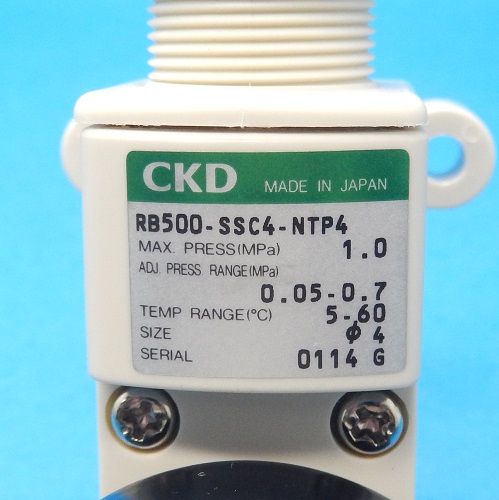 CKD MADE IN JAPAN
RB500-SSC4-NTP4
MAX. PRESS(MPa) 1.0
ADJ. PRESS RANGE(MPa)
0.05-0.7
TEMP RANGE(°C) 5-60
SIZE φ 4
SERIAL 0114 G